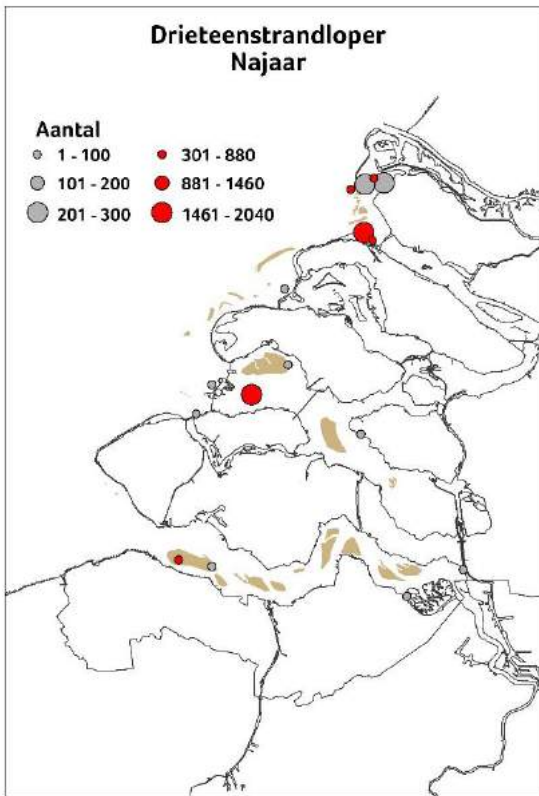 Drieteenstrandloper
Najaar
Aantal
1 - 100
301 - 880
101 - 200
881 - 1460
201 - 300
1461 - 2040